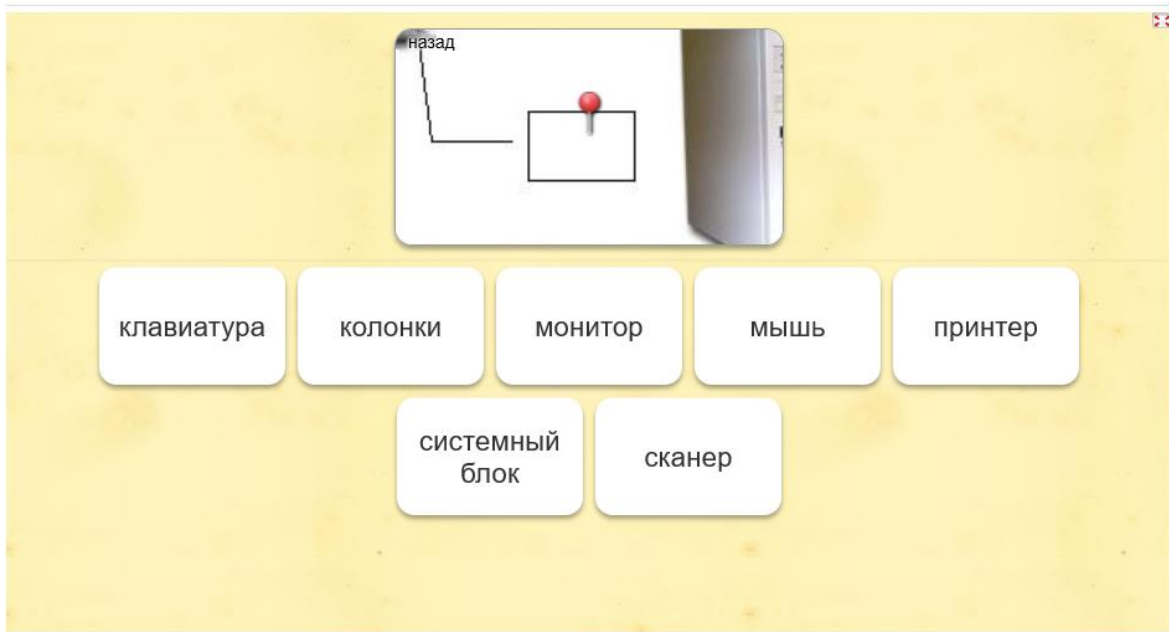 назад
клавиатура
колонки
монитор
мышь
принтер
системный
блок
сканер